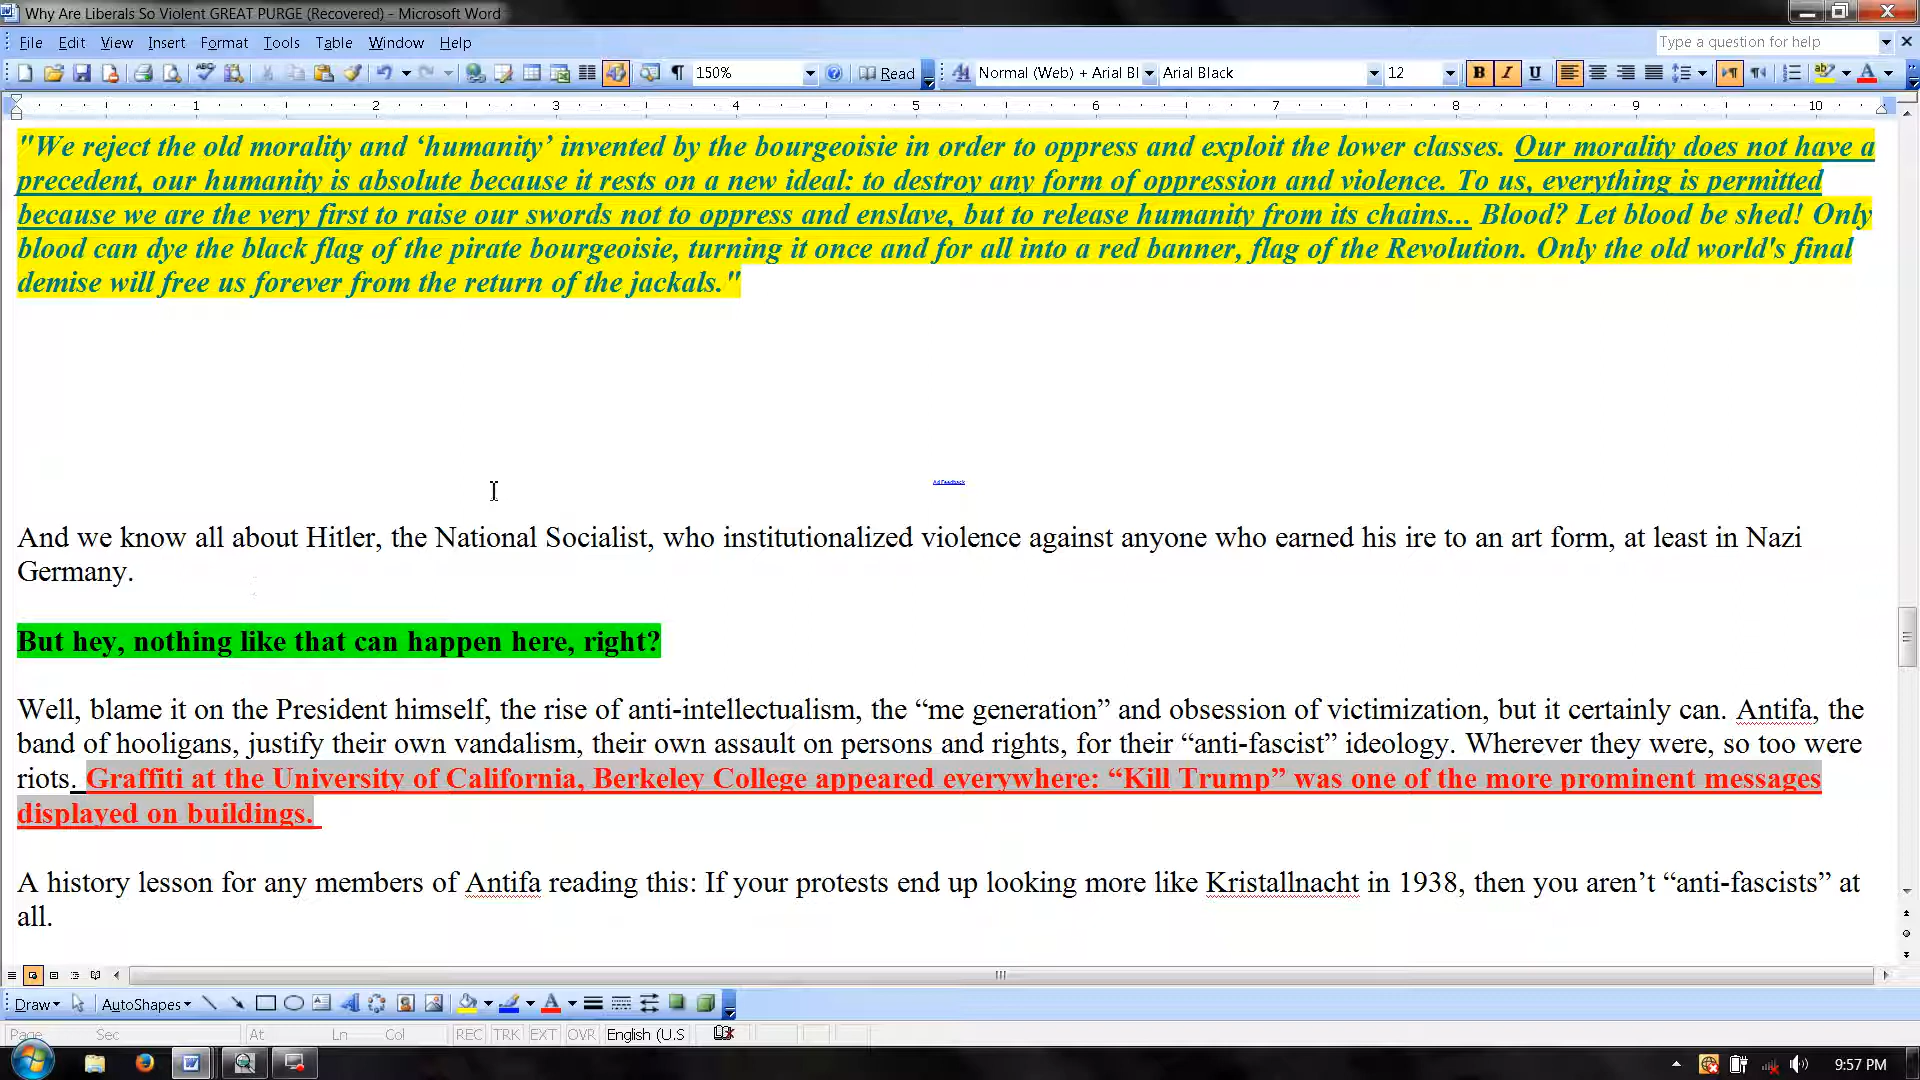 Why Are Liberals So Violent GREAT PURGE (Recovered) - Microsoft Word
File Edit View Insert Format Tools Table Window Help
Type a question for help
150% Read Normal (Web) + Arial Bl Arial Black 12 B I U
1 2 3 4 5 6 7 8 9 10
"We reject the old morality and ‘humanity’ invented by the bourgeoisie in order to oppress and exploit the lower classes. Our morality does not have a
precedent, our humanity is absolute because it rests on a new ideal: to destroy any form of oppression and violence. To us, everything is permitted
because we are the very first to raise our swords not to oppress and enslave, but to release humanity from its chains... Blood? Let blood be shed! Only
blood can dye the black flag of the pirate bourgeoisie, turning it once and for all into a red banner, flag of the Revolution. Only the old world's final
demise will free us forever from the return of the jackals."
Ad Feedback
And we know all about Hitler, the National Socialist, who institutionalized violence against anyone who earned his ire to an art form, at least in Nazi
Germany.
But hey, nothing like that can happen here, right?
Well, blame it on the President himself, the rise of anti-intellectualism, the “me generation” and obsession of victimization, but it certainly can. Antifa, the
band of hooligans, justify their own vandalism, their own assault on persons and rights, for their “anti-fascist” ideology. Wherever they were, so too were
riots. Graffiti at the University of California, Berkeley College appeared everywhere: “Kill Trump” was one of the more prominent messages
displayed on buildings.
A history lesson for any members of Antifa reading this: If your protests end up looking more like Kristallnacht in 1938, then you aren’t “anti-fascists” at
all.
Draw AutoShapes
Page Sec At Ln Col REC TRK EXT OVR English (U.S
9:57 PM